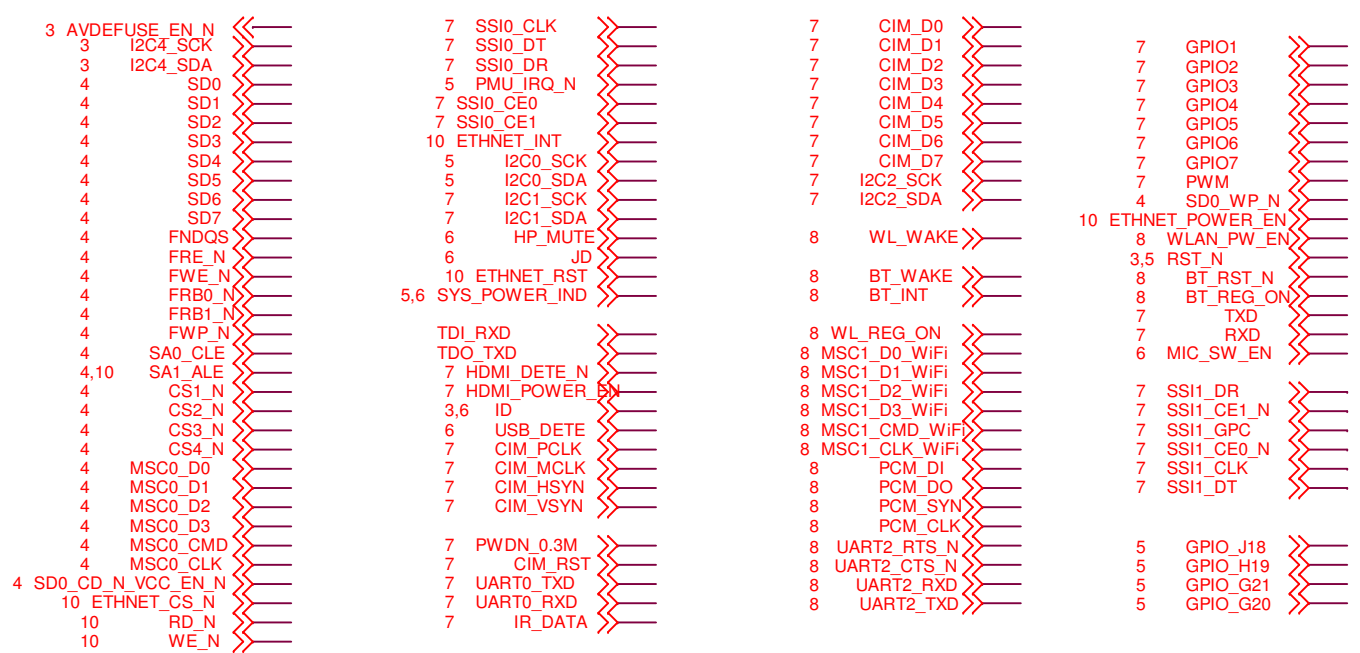 3 AVDEFUSE_EN_N
3 I2C4_SCK
3 I2C4_SDA
4 SD0
4 SD1
4 SD2
4 SD3
4 SD4
4 SD5
4 SD6
4 SD7
4 FNDQS
4 FRE_N
4 FWE_N
4 FRB0_N
4 FRB1_N
4 FWP_N
4 SA0_CLE
4,10 SA1_ALE
4 CS1_N
4 CS2_N
4 CS3_N
4 CS4_N
4 MSC0_D0
4 MSC0_D1
4 MSC0_D2
4 MSC0_D3
4 MSC0_CMD
4 MSC0_CLK
4 SD0_CD_N_VCC_EN_N
10 ETHNET_CS_N
10 RD_N
10 WE_N
7 SSI0_CLK
7 SSI0_DT
7 SSI0_DR
5 PMU_IRQ_N
7 SSI0_CE0
7 SSI0_CE1
10 ETHNET_INT
5 I2C0_SCK
5 I2C0_SDA
7 I2C1_SCK
7 I2C1_SDA
6 HP_MUTE
6 JD
10 ETHNET_RST
5,6 SYS_POWER_IND
TDI_RXD
TDO_TXD
7 HDMI_DETE_N
7 HDMI_POWER_EN
3,6 ID
6 USB_DETE
7 CIM_PCLK
7 CIM_MCLK
7 CIM_HSYN
7 CIM_VSYN
7 PWDN_0.3M
7 CIM_RST
7 UART0_TXD
7 UART0_RXD
7 IR_DATA
7 CIM_D0
7 CIM_D1
7 CIM_D2
7 CIM_D3
7 CIM_D4
7 CIM_D5
7 CIM_D6
7 CIM_D7
7 I2C2_SCK
7 I2C2_SDA
8 WL_WAKE
8 BT_WAKE
8 BT_INT
8 WL_REG_ON
8 MSC1_D0_WiFi
8 MSC1_D1_WiFi
8 MSC1_D2_WiFi
8 MSC1_D3_WiFi
8 MSC1_CMD_WiFi
8 MSC1_CLK_WiFi
8 PCM_DI
8 PCM_DO
8 PCM_SYN
8 PCM_CLK
8 UART2_RTS_N
8 UART2_CTS_N
8 UART2_RXD
8 UART2_TXD
7 GPIO1
7 GPIO2
7 GPIO3
7 GPIO4
7 GPIO5
7 GPIO6
7 GPIO7
7 PWM
4 SD0_WP_N
10 ETHNET_POWER_EN
8 WLAN_PW_EN
3,5 RST_N
8 BT_RST_N
8 BT_REG_ON
7 TXD
7 RXD
6 MIC_SW_EN
7 SSI1_DR
7 SSI1_CE1_N
7 SSI1_GPC
7 SSI1_CE0_N
7 SSI1_CLK
7 SSI1_DT
5 GPIO_J18
5 GPIO_H19
5 GPIO_G21
5 GPIO_G20